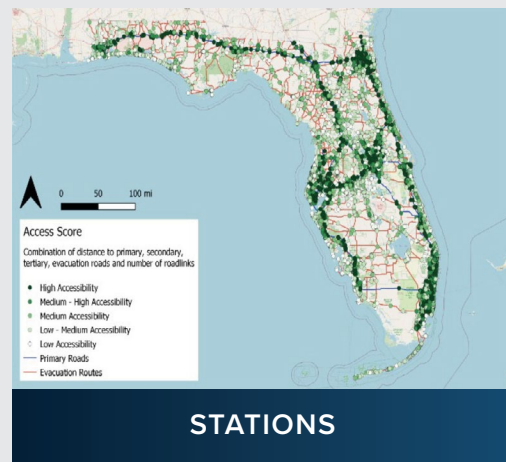 0 50 100 mi
Access Score
Combination of distance to primary, secondary,
tertiary, evacuation roads and number of roadlinks
High Accessibility
Medium - High Accessibility
Medium Accessibility
Low - Medium Accessibility
Low Accessibility
Primary Roads
Evacuation Routes
STATIONS